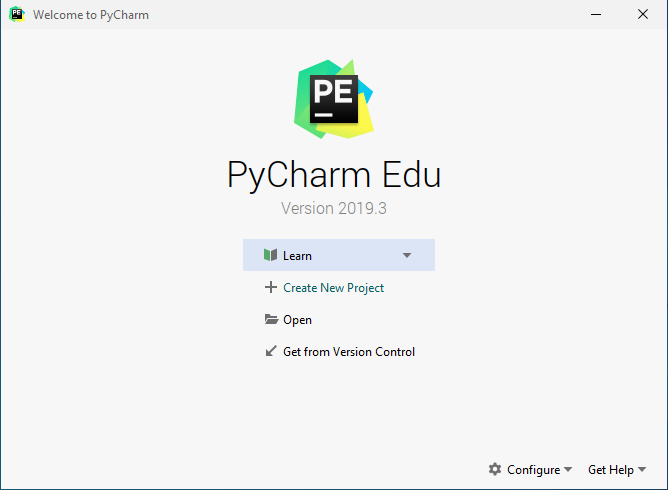 Welcome to PyCharm
PE
PyCharm Edu
Version 2019.3
Learn
Create New Project
Open
Get from Version Control
Configure Get Help